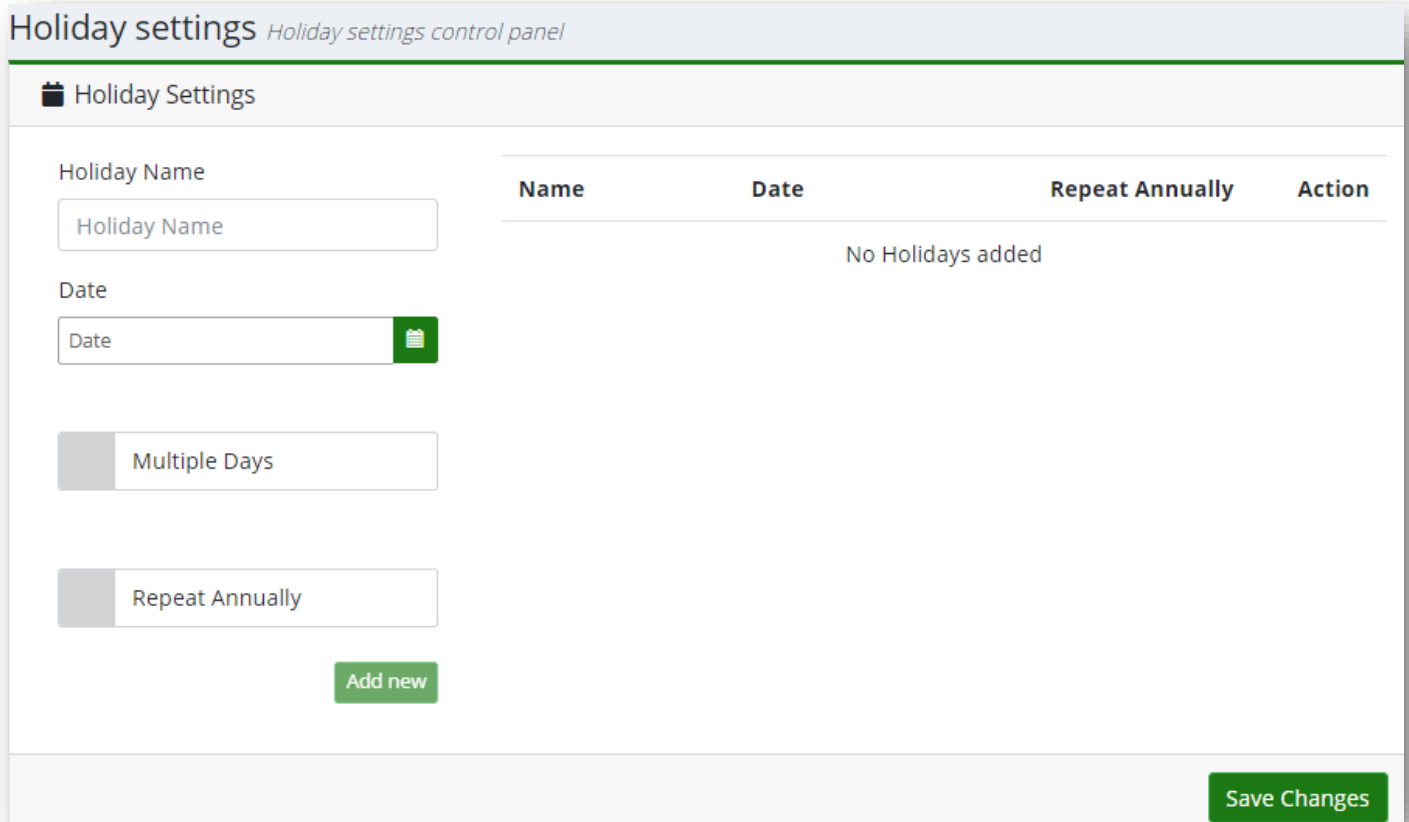 Holiday settings Holiday settings control panel
Holiday Settings
Holiday Name
Holiday Name
Date
Date
Multiple Days
Repeat Annually
Add new
Name Date Repeat Annually Action
No Holidays added
Save Changes